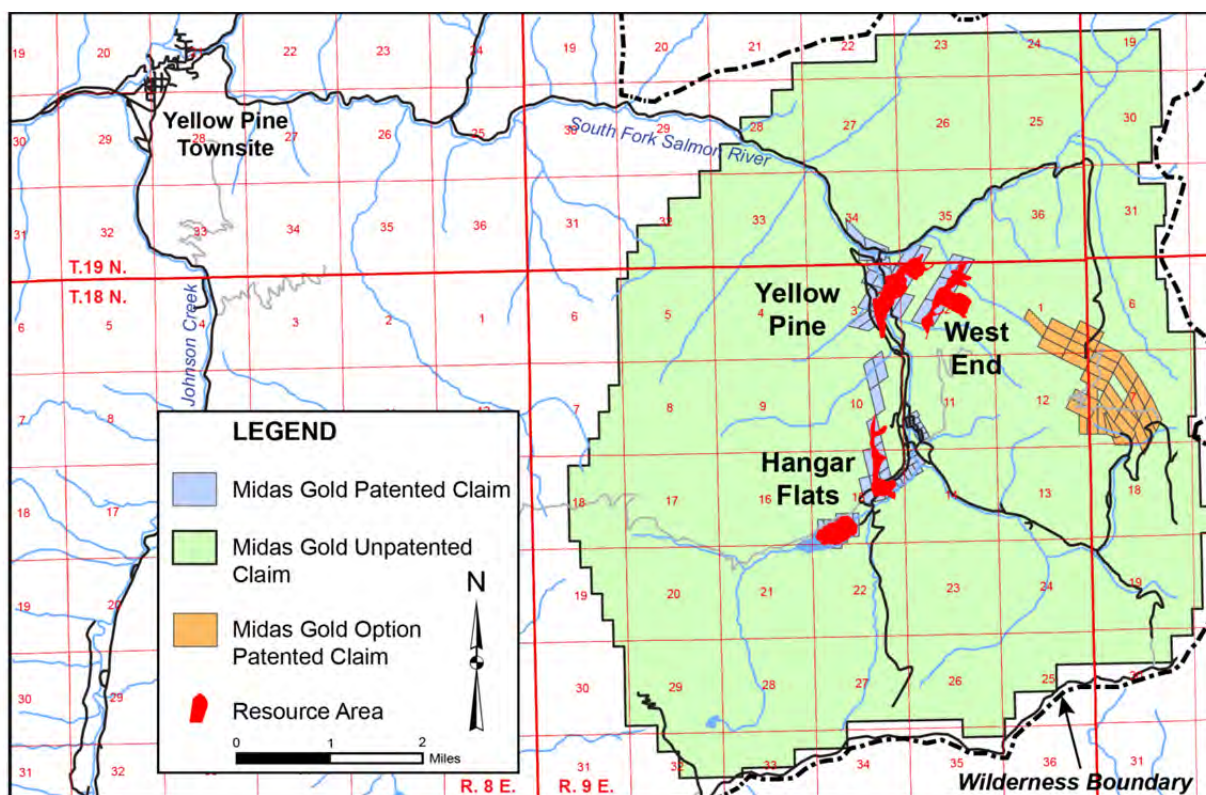 19 20 22 23 24 19 20 21 22 23 24 19
Yellow Pine
Townsite
South Fork Salmon River
30 29 28 27 26 25 30 29 28 27 26 25 30
31 32 33 34 35 36 31 32 33 34 35 36 31
T.19 N.
T.18 N.
6 5 4 3 2 1 6 5 4 3 2 1 6
Johnson Creek
Yellow
Pine
West
End
7 8 7 8 9 10 11 12 7
Hangar
Flats
18 17 18 17 16 14 13 18
19 20 19 20 21 22 23 24 19
30 29 30 29 28 27 26 25
31 32 31 32 33 34 35 36
LEGEND
Midas Gold Patented Claim
Midas Gold Unpatented
Claim
Midas Gold Option
Patented Claim
Resource Area
N
0 1 2
Miles
R. 8 E.
R. 9 E.
Wilderness Boundary